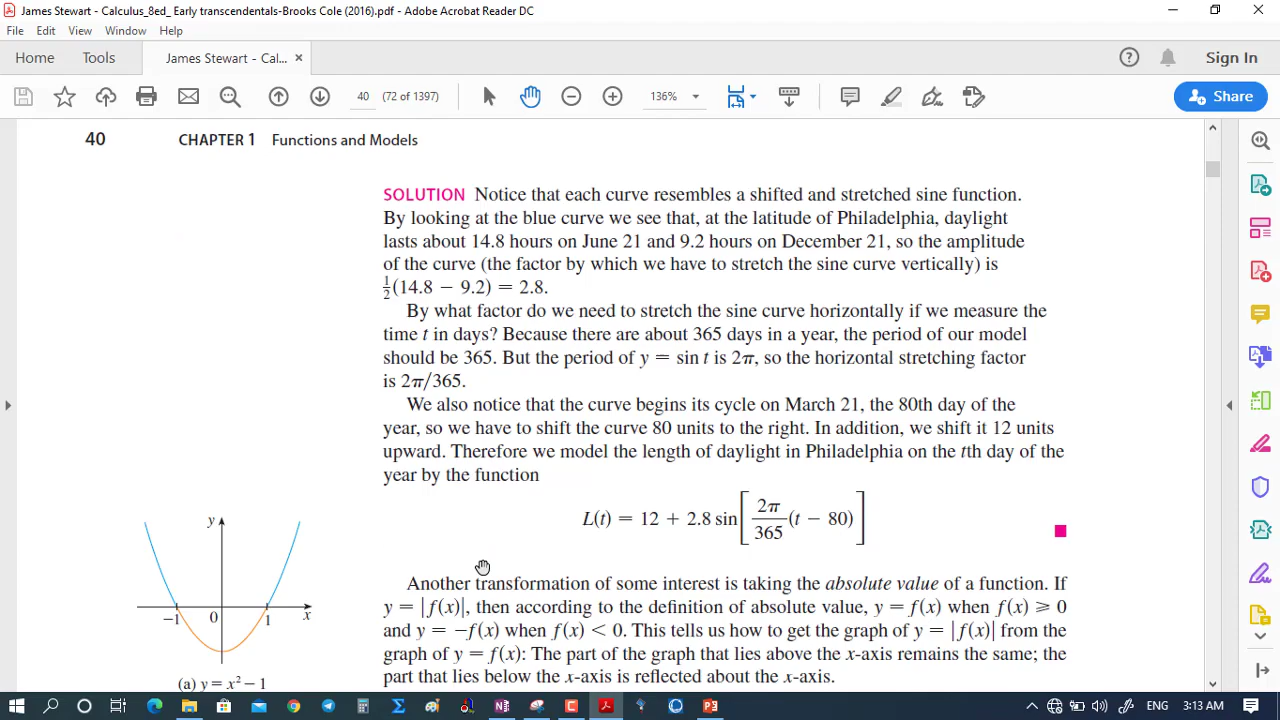 James Stewart - Calculus_8ed_ Early transcendentals-Brooks Cole (2016).pdf - Adobe Acrobat Reader DC
File Edit View Window Help
Home Tools James Stewart - Cal... × Sign In
40 (72 of 1397) 136% Share
40 CHAPTER 1 Functions and Models
SOLUTION Notice that each curve resembles a shifted and stretched sine function.
By looking at the blue curve we see that, at the latitude of Philadelphia, daylight
lasts about 14.8 hours on June 21 and 9.2 hours on December 21, so the amplitude
of the curve (the factor by which we have to stretch the sine curve vertically) is
½(14.8 − 9.2) = 2.8.
By what factor do we need to stretch the sine curve horizontally if we measure the
time t in days? Because there are about 365 days in a year, the period of our model
should be 365. But the period of y = sin t is 2π, so the horizontal stretching factor
is 2π/365.
We also notice that the curve begins its cycle on March 21, the 80th day of the
year, so we have to shift the curve 80 units to the right. In addition, we shift it 12 units
upward. Therefore we model the length of daylight in Philadelphia on the tth day of the
year by the function
L(t) = 12 + 2.8 sin[2π/365 (t − 80)]
Another transformation of some interest is taking the absolute value of a function. If
y = |f(x)|, then according to the definition of absolute value, y = f(x) when f(x) ⩾ 0
and y = −f(x) when f(x) < 0. This tells us how to get the graph of y = |f(x)| from the
graph of y = f(x): The part of the graph that lies above the x-axis remains the same; the
part that lies below the x-axis is reflected about the x-axis.
y
−1 0 1 x
(a) y = x² − 1
ENG 3:13 AM